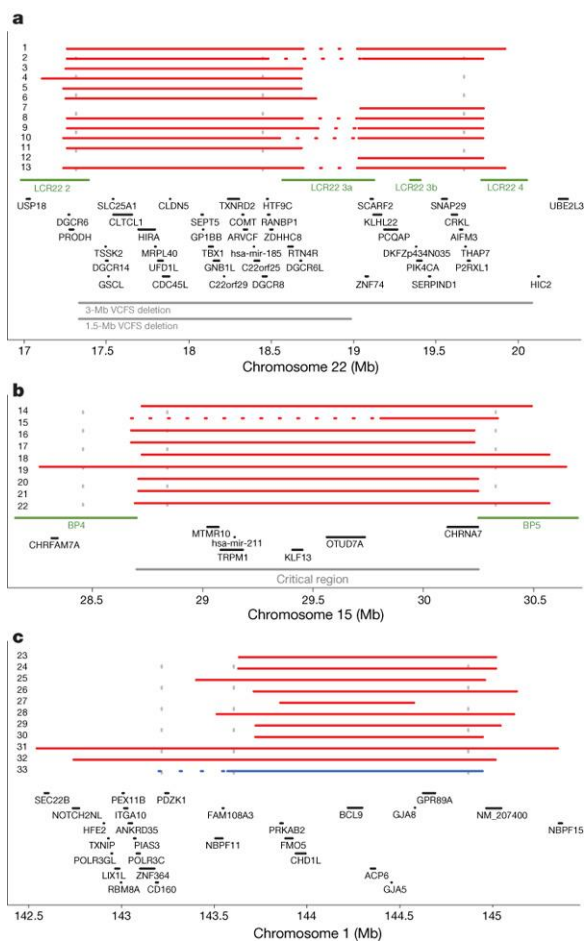 a
1
2
3
4
5
6
7
8
9
10
11
12
13
LCR22 2 LCR22 3a LCR22 3b LCR22 4
USP18 SLC25A1 CLDN5 TXNRD2 HTF9C SCARF2 SNAP29 UBE2L3
DGCR6 CLTCL1 SEPT5 COMT RANBP1 KLHL22 CRKL
PRODH HIRA GP1BB ARVCF ZDHHC8 PCQAP AIFM3
TSSK2 MRPL40 TBX1 hsa-mir-185 RTN4R DKFZp434N035 THAP7
DGCR14 UFD1L GNB1L C22orf25 DGCR6L PIK4CA P2RXL1
GSCL CDC45L C22orf29 DGCR8 ZNF74 SERPIND1 HIC2
3-Mb VCFS deletion
1.5-Mb VCFS deletion
17 17.5 18 18.5 19 19.5 20
Chromosome 22 (Mb)
b
14
15
16
17
18
19
20
21
22
BP4 BP5
CHRFAM7A MTMR10 OTUD7A CHRNA7
hsa-mir-211
TRPM1 KLF13
Critical region
28.5 29 29.5 30 30.5
Chromosome 15 (Mb)
c
23
24
25
26
27
28
29
30
31
32
33
SEC22B PEX11B PDZK1 GPR89A
NOTCH2NL ITGA10 FAM108A3 BCL9 GJA8 NM_207400
HFE2 ANKRD35 PRKAB2 NBPF15
TXNIP PIAS3 NBPF11 FMO5
POLR3GL POLR3C CHD1L
LIX1L ZNF364 ACP6
RBM8A CD160 GJA5
142.5 143 143.5 144 144.5 145
Chromosome 1 (Mb)